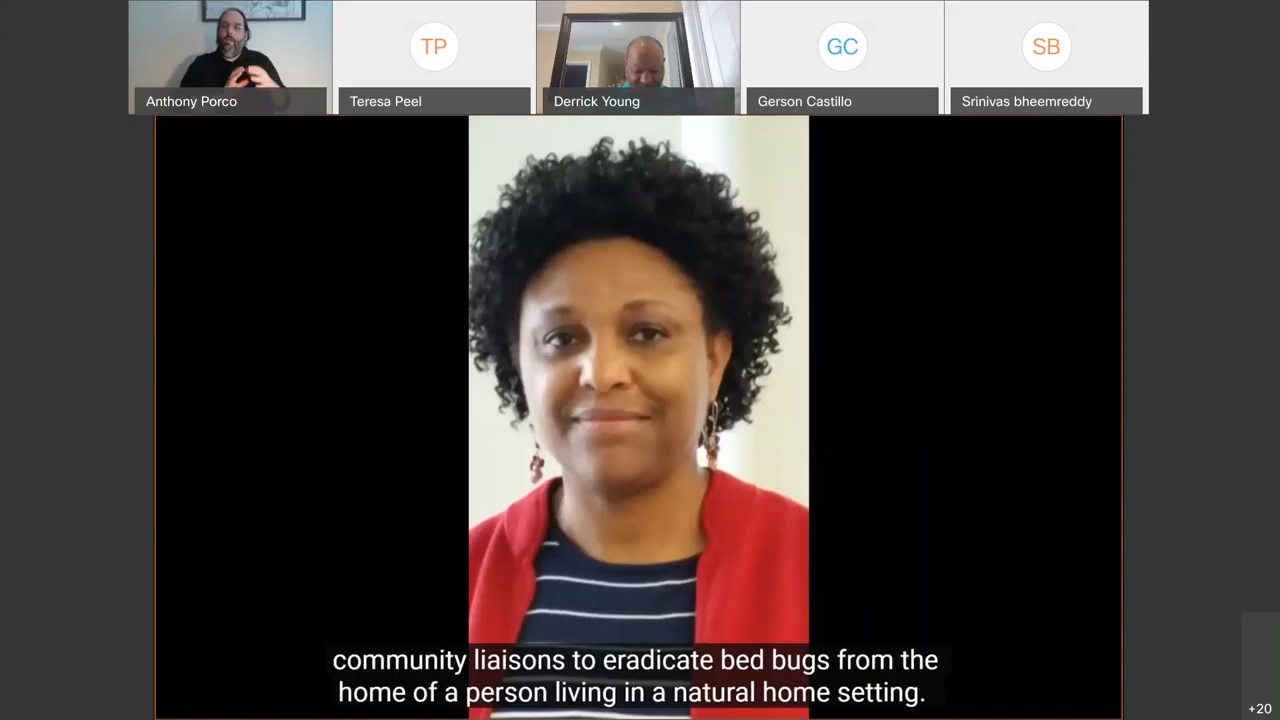 TP
GC
SB
Anthony Porco
Teresa Peel
Derrick Young
Gerson Castillo
Srinivas bheemreddy
community liaisons to eradicate bed bugs from the
home of a person living in a natural home setting.
+20